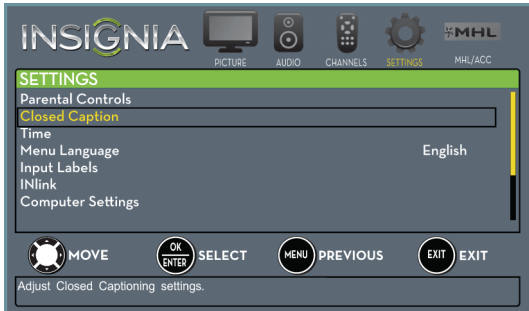 INSIGNIA
PICTURE AUDIO CHANNELS SETTINGS MHL MHL/ACC
SETTINGS
Parental Controls
Closed Caption
Time
Menu Language English
Input Labels
INlink
Computer Settings
MOVE OK ENTER SELECT MENU PREVIOUS EXIT EXIT
Adjust Closed Captioning settings.